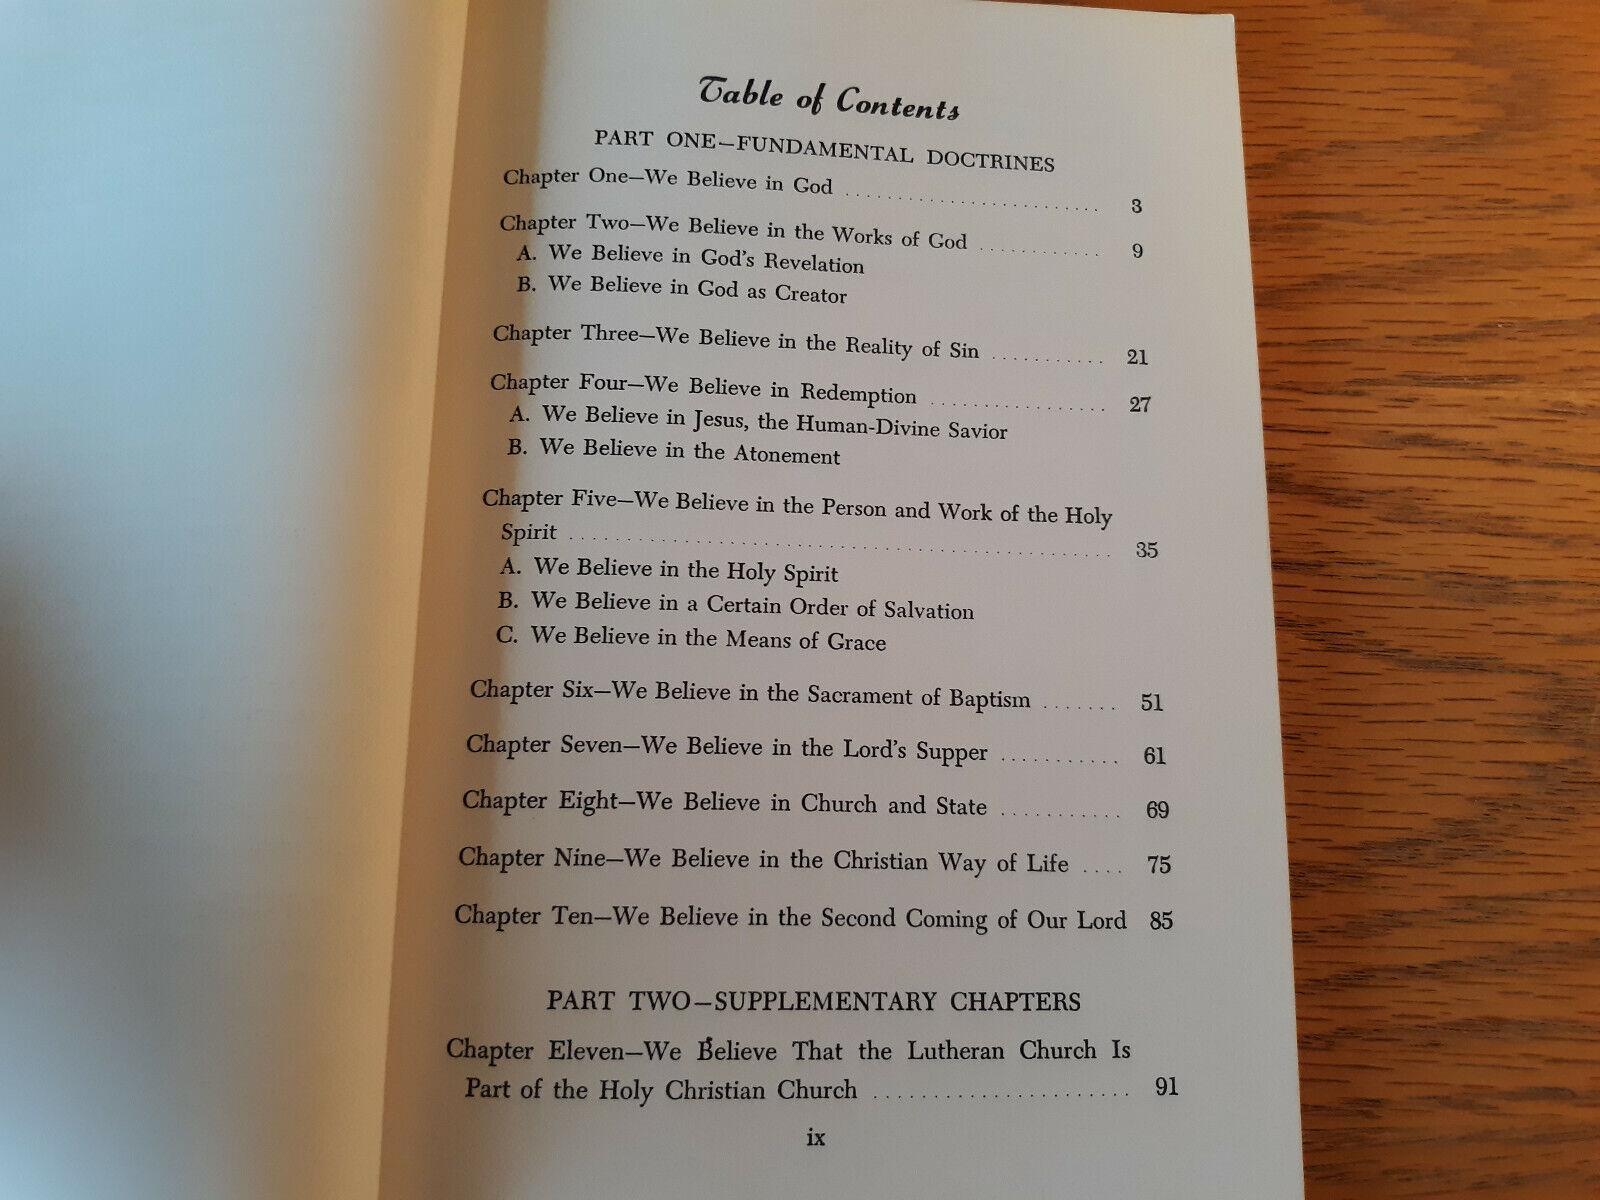 Table of Contents
PART ONE—FUNDAMENTAL DOCTRINES
Chapter One—We Believe in God .......................... 3
Chapter Two—We Believe in the Works of God ............ 9
A. We Believe in God's Revelation
B. We Believe in God as Creator
Chapter Three—We Believe in the Reality of Sin ........... 21
Chapter Four—We Believe in Redemption ................. 27
A. We Believe in Jesus, the Human-Divine Savior
B. We Believe in the Atonement
Chapter Five—We Believe in the Person and Work of the Holy
Spirit ................................................ 35
A. We Believe in the Holy Spirit
B. We Believe in a Certain Order of Salvation
C. We Believe in the Means of Grace
Chapter Six—We Believe in the Sacrament of Baptism ....... 51
Chapter Seven—We Believe in the Lord's Supper ........... 61
Chapter Eight—We Believe in Church and State ........... 69
Chapter Nine—We Believe in the Christian Way of Life .... 75
Chapter Ten—We Believe in the Second Coming of Our Lord 85
PART TWO—SUPPLEMENTARY CHAPTERS
Chapter Eleven—We Believe That the Lutheran Church Is
Part of the Holy Christian Church ...................... 91
ix